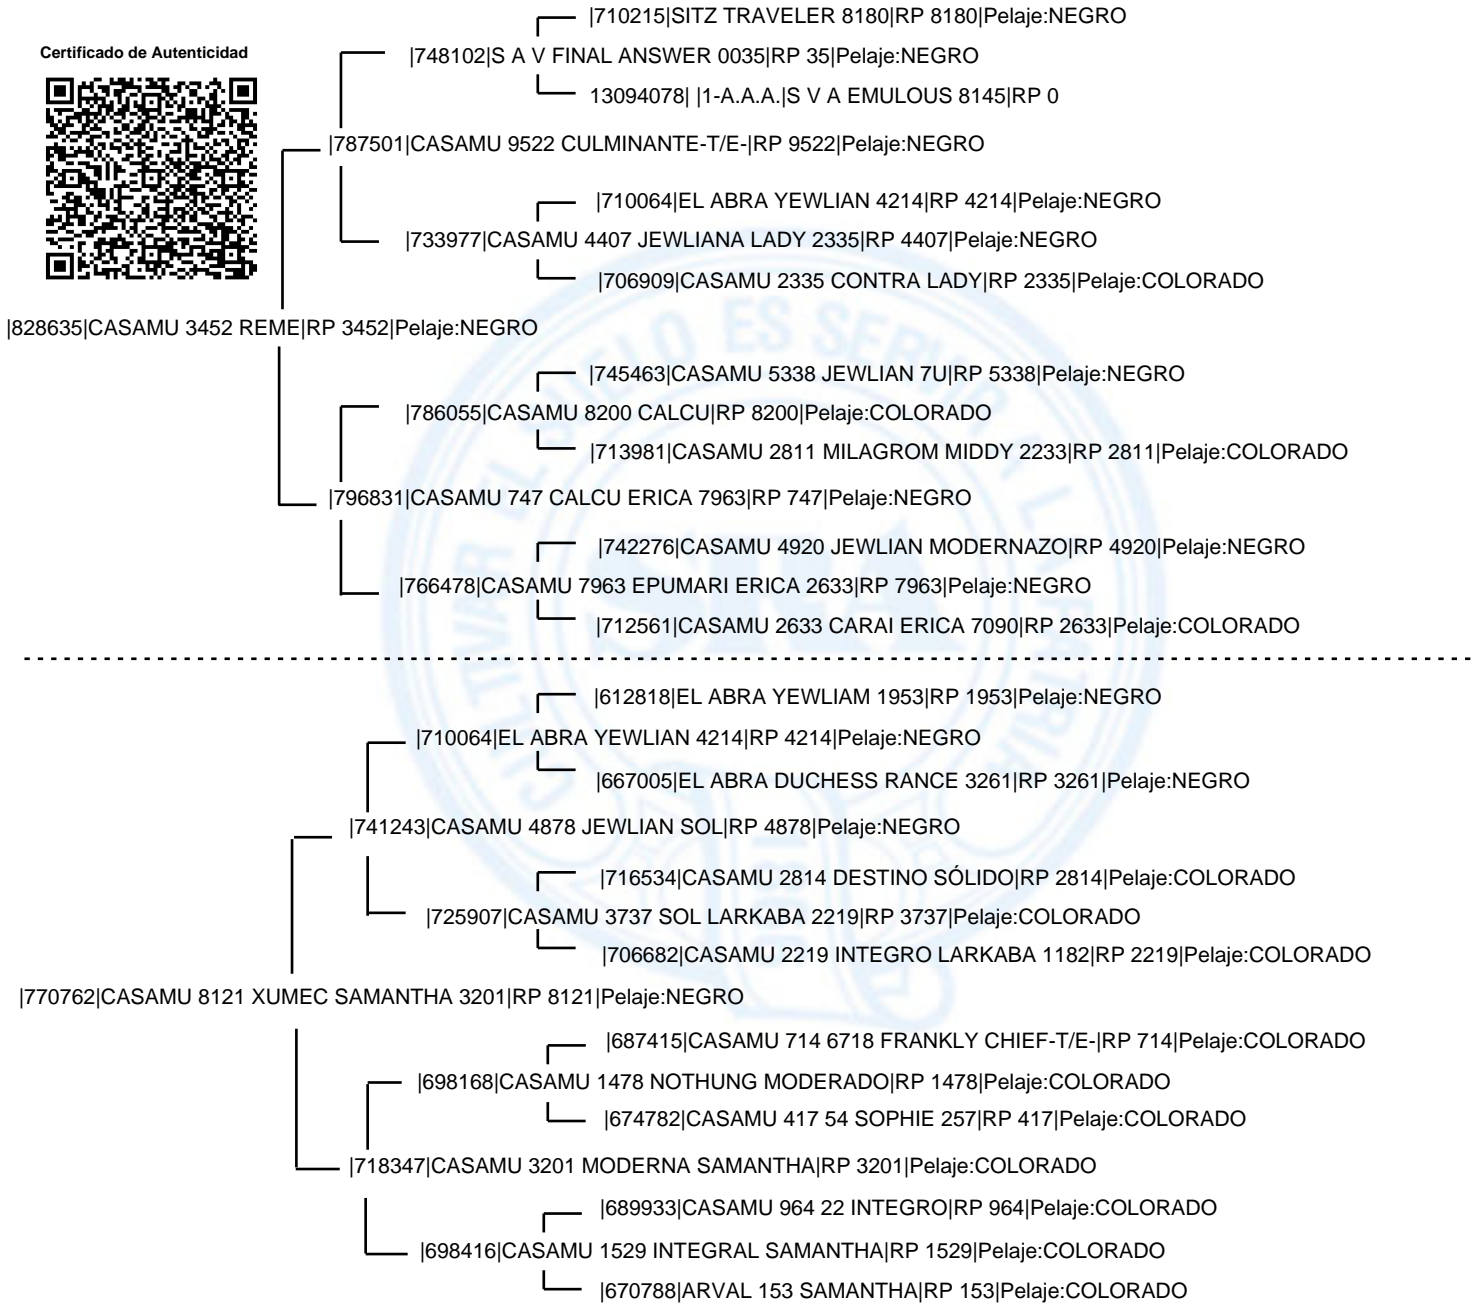 |710215|SITZ TRAVELER 8180|RP 8180|Pelaje:NEGRO
Certificado de Autenticidad
|748102|S A V FINAL ANSWER 0035|RP 35|Pelaje:NEGRO
13094078| |1-A.A.A.|S V A EMULOUS 8145|RP 0
|787501|CASAMU 9522 CULMINANTE-T/E-|RP 9522|Pelaje:NEGRO
|710064|EL ABRA YEWLIAN 4214|RP 4214|Pelaje:NEGRO
|733977|CASAMU 4407 JEWLIANA LADY 2335|RP 4407|Pelaje:NEGRO
|706909|CASAMU 2335 CONTRA LADY|RP 2335|Pelaje:COLORADO
|828635|CASAMU 3452 REME|RP 3452|Pelaje:NEGRO
|745463|CASAMU 5338 JEWLIAN 7U|RP 5338|Pelaje:NEGRO
|786055|CASAMU 8200 CALCU|RP 8200|Pelaje:COLORADO
|713981|CASAMU 2811 MILAGROM MIDDY 2233|RP 2811|Pelaje:COLORADO
|796831|CASAMU 747 CALCU ERICA 7963|RP 747|Pelaje:NEGRO
|742276|CASAMU 4920 JEWLIAN MODERNAZO|RP 4920|Pelaje:NEGRO
|766478|CASAMU 7963 EPUMARI ERICA 2633|RP 7963|Pelaje:NEGRO
|712561|CASAMU 2633 CARAI ERICA 7090|RP 2633|Pelaje:COLORADO
|612818|EL ABRA YEWLIAM 1953|RP 1953|Pelaje:NEGRO
|710064|EL ABRA YEWLIAN 4214|RP 4214|Pelaje:NEGRO
|667005|EL ABRA DUCHESS RANCE 3261|RP 3261|Pelaje:NEGRO
|741243|CASAMU 4878 JEWLIAN SOL|RP 4878|Pelaje:NEGRO
|716534|CASAMU 2814 DESTINO SÓLIDO|RP 2814|Pelaje:COLORADO
|725907|CASAMU 3737 SOL LARKABA 2219|RP 3737|Pelaje:COLORADO
|706682|CASAMU 2219 INTEGRO LARKABA 1182|RP 2219|Pelaje:COLORADO
|770762|CASAMU 8121 XUMEC SAMANTHA 3201|RP 8121|Pelaje:NEGRO
|687415|CASAMU 714 6718 FRANKLY CHIEF-T/E-|RP 714|Pelaje:COLORADO
|698168|CASAMU 1478 NOTHUNG MODERADO|RP 1478|Pelaje:COLORADO
|674782|CASAMU 417 54 SOPHIE 257|RP 417|Pelaje:COLORADO
|718347|CASAMU 3201 MODERNA SAMANTHA|RP 3201|Pelaje:COLORADO
|689933|CASAMU 964 22 INTEGRO|RP 964|Pelaje:COLORADO
|698416|CASAMU 1529 INTEGRAL SAMANTHA|RP 1529|Pelaje:COLORADO
|670788|ARVAL 153 SAMANTHA|RP 153|Pelaje:COLORADO
CULTIVAR EL SUELO ES SERVIR A LA PATRIA
SRA
1866